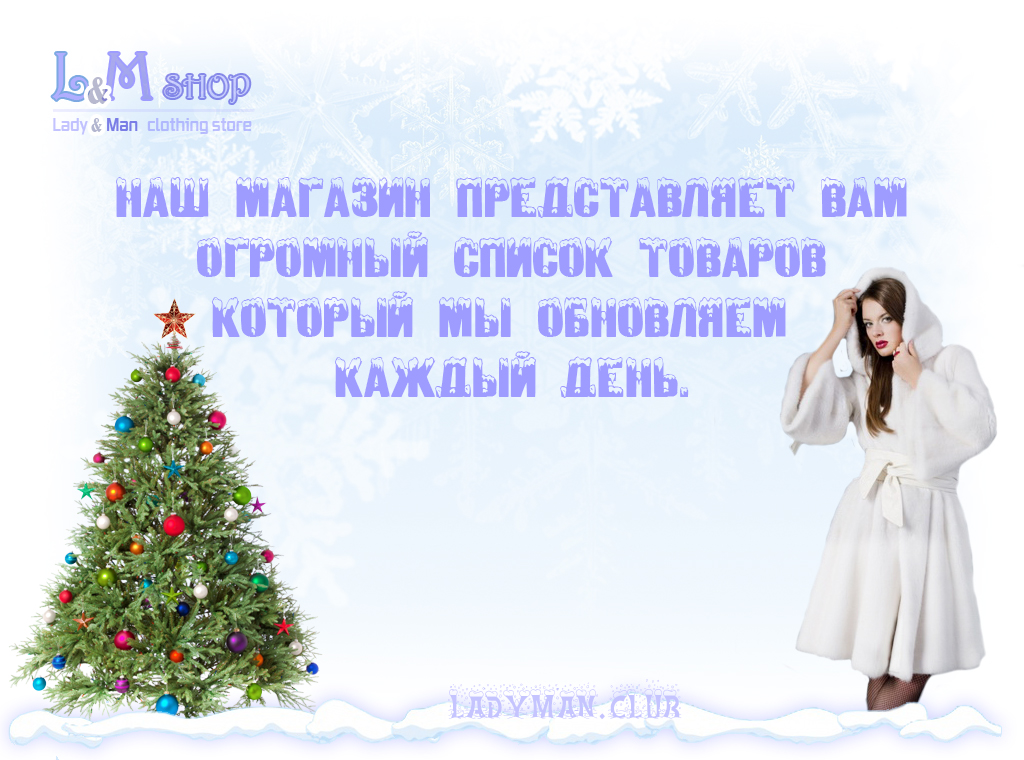 L&M SHOP
Lady & Man clothing store
НАШ МАГАЗИН ПРЕДСТАВЛЯЕТ ВАМ
ОГРОМНЫЙ СПИСОК ТОВАРОВ
КОТОРЫЙ МЫ ОБНОВЛЯЕМ
КАЖДЫЙ ДЕНЬ.
LADYMAN.CLUB